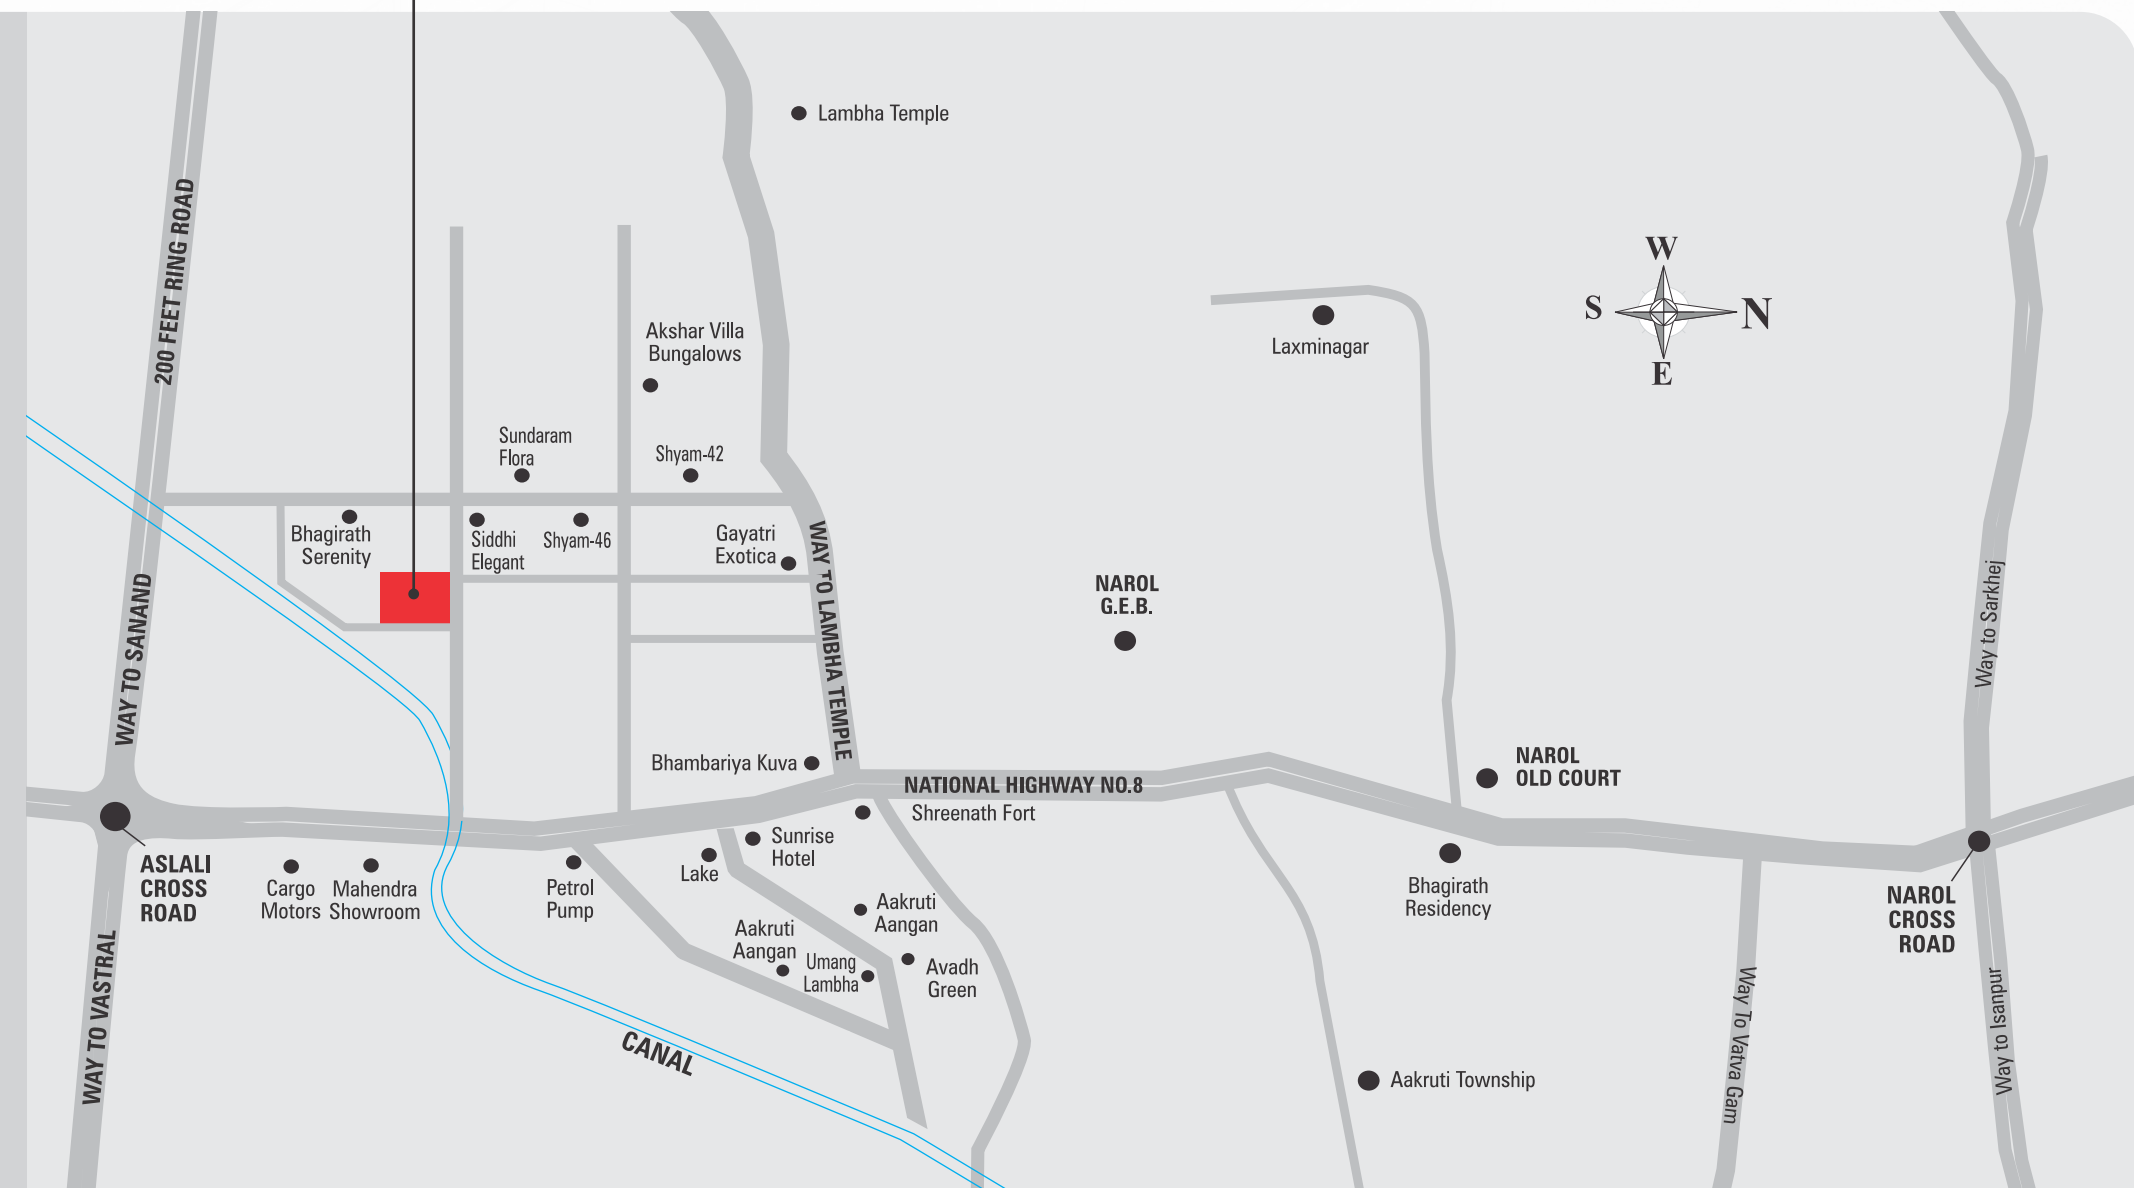 Lambha Temple
200 FEET RING ROAD
W
S
N
E
Akshar Villa
Bungalows
Laxminagar
Sundaram
Flora
Shyam-42
Bhagirath
Serenity
Siddhi
Elegant
Shyam-46
Gayatri
Exotica
WAY TO LAMBHA TEMPLE
NAROL
G.E.B.
Way to Sarkhej
WAY TO SANAND
Bhambariya Kuva
NATIONAL HIGHWAY NO.8
NAROL
OLD COURT
Shreenath Fort
Sunrise
Hotel
Lake
ASLALI
CROSS
ROAD
Cargo
Motors
Mahendra
Showroom
Petrol
Pump
Aakruti
Aangan
Aakruti
Aangan
Umang
Lambha
Avadh
Green
Bhagirath
Residency
NAROL
CROSS
ROAD
WAY TO VASTRAL
CANAL
Aakruti Township
Way To Vatva Gam
Way to Isanpur